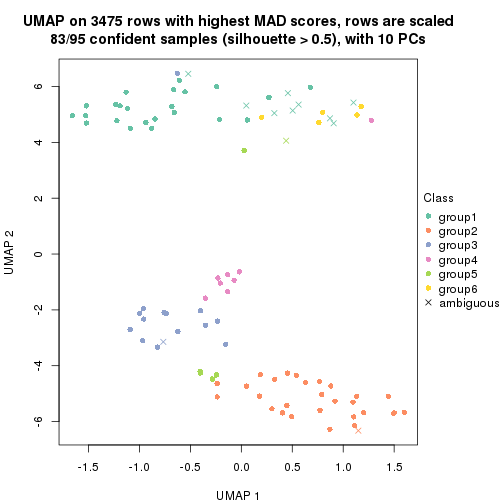 UMAP on 3475 rows with highest MAD scores, rows are scaled
83/95 confident samples (silhouette > 0.5), with 10 PCs
6
4
2
0
-2
-4
-6
UMAP 2
-1.5
-1.0
-0.5
0.0
0.5
1.0
1.5
UMAP 1
Class
group1
group2
group3
group4
group5
group6
ambiguous